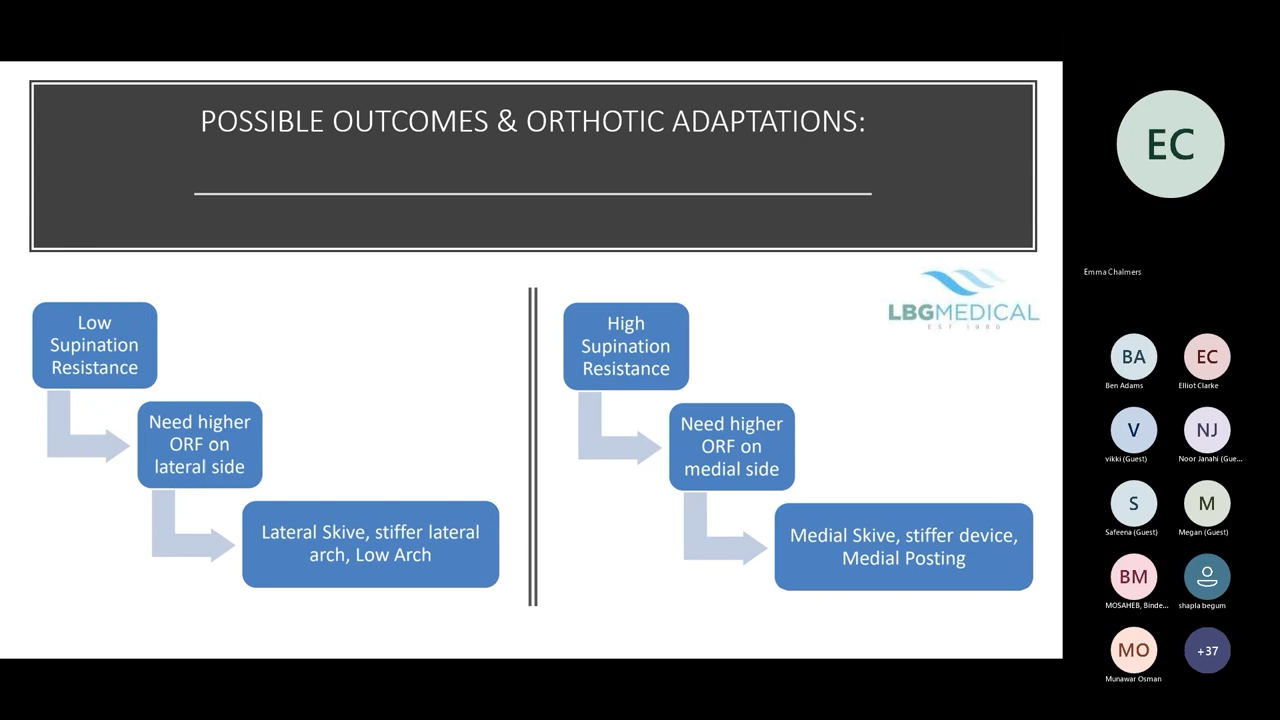 POSSIBLE OUTCOMES & ORTHOTIC ADAPTATIONS:
LBGMEDICAL
EST 1980
Low
Supination
Resistance
Need higher
ORF on
lateral side
Lateral Skive, stiffer lateral
arch, Low Arch
High
Supination
Resistance
Need higher
ORF on
medial side
Medial Skive, stiffer device,
Medial Posting
EC
Emma Chalmers
BA
EC
Ben Adams
Elliot Clarke
V
NJ
vikki (Guest)
Noor Janahi (Gue...
S
M
Safeena (Guest)
Megan (Guest)
BM
MOSAHEB, Binde...
shapla begum
MO
+37
Munawar Osman